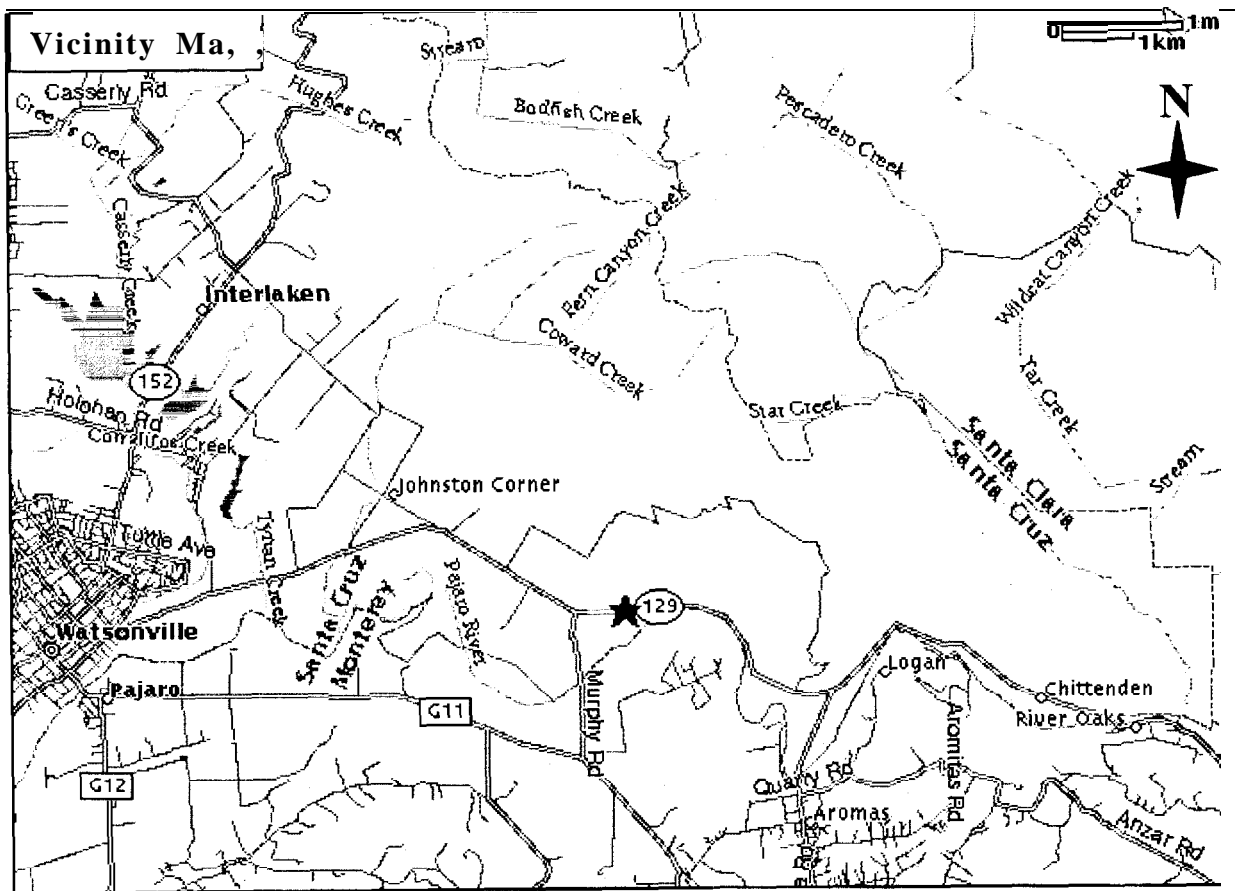 Vicinity Ma, ,
0 1m
1km
N
Stream
Casserly Rd
Green's Creek
Hughes Creek
Bodfish Creek
Pescadero Creek
Casserly Creek
Fern Canyon Creek
Wildcat Canyon Creek
Interlaken
Coward Creek
152
Holohan Rd
Corralitos Creek
Star Creek
Tar Creek
Santa Clara
Santa Cruz
Stream
Johnston Corner
Tuttle Ave
Tynan Creek
Santa Cruz
Monterey
Pajaro River
129
Watsonville
Pajaro
G11
Murphy Rd
Logan
Chittenden
River Oaks
Aromitas Rd
G12
Quarry Rd
Aromas
Anzar Rd